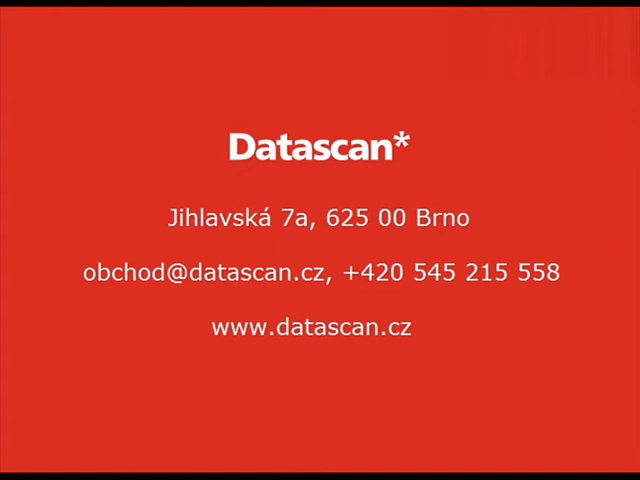 Datascan*
Jihlavská 7a, 625 00 Brno
obchod@datascan.cz, +420 545 215 558
www.datascan.cz